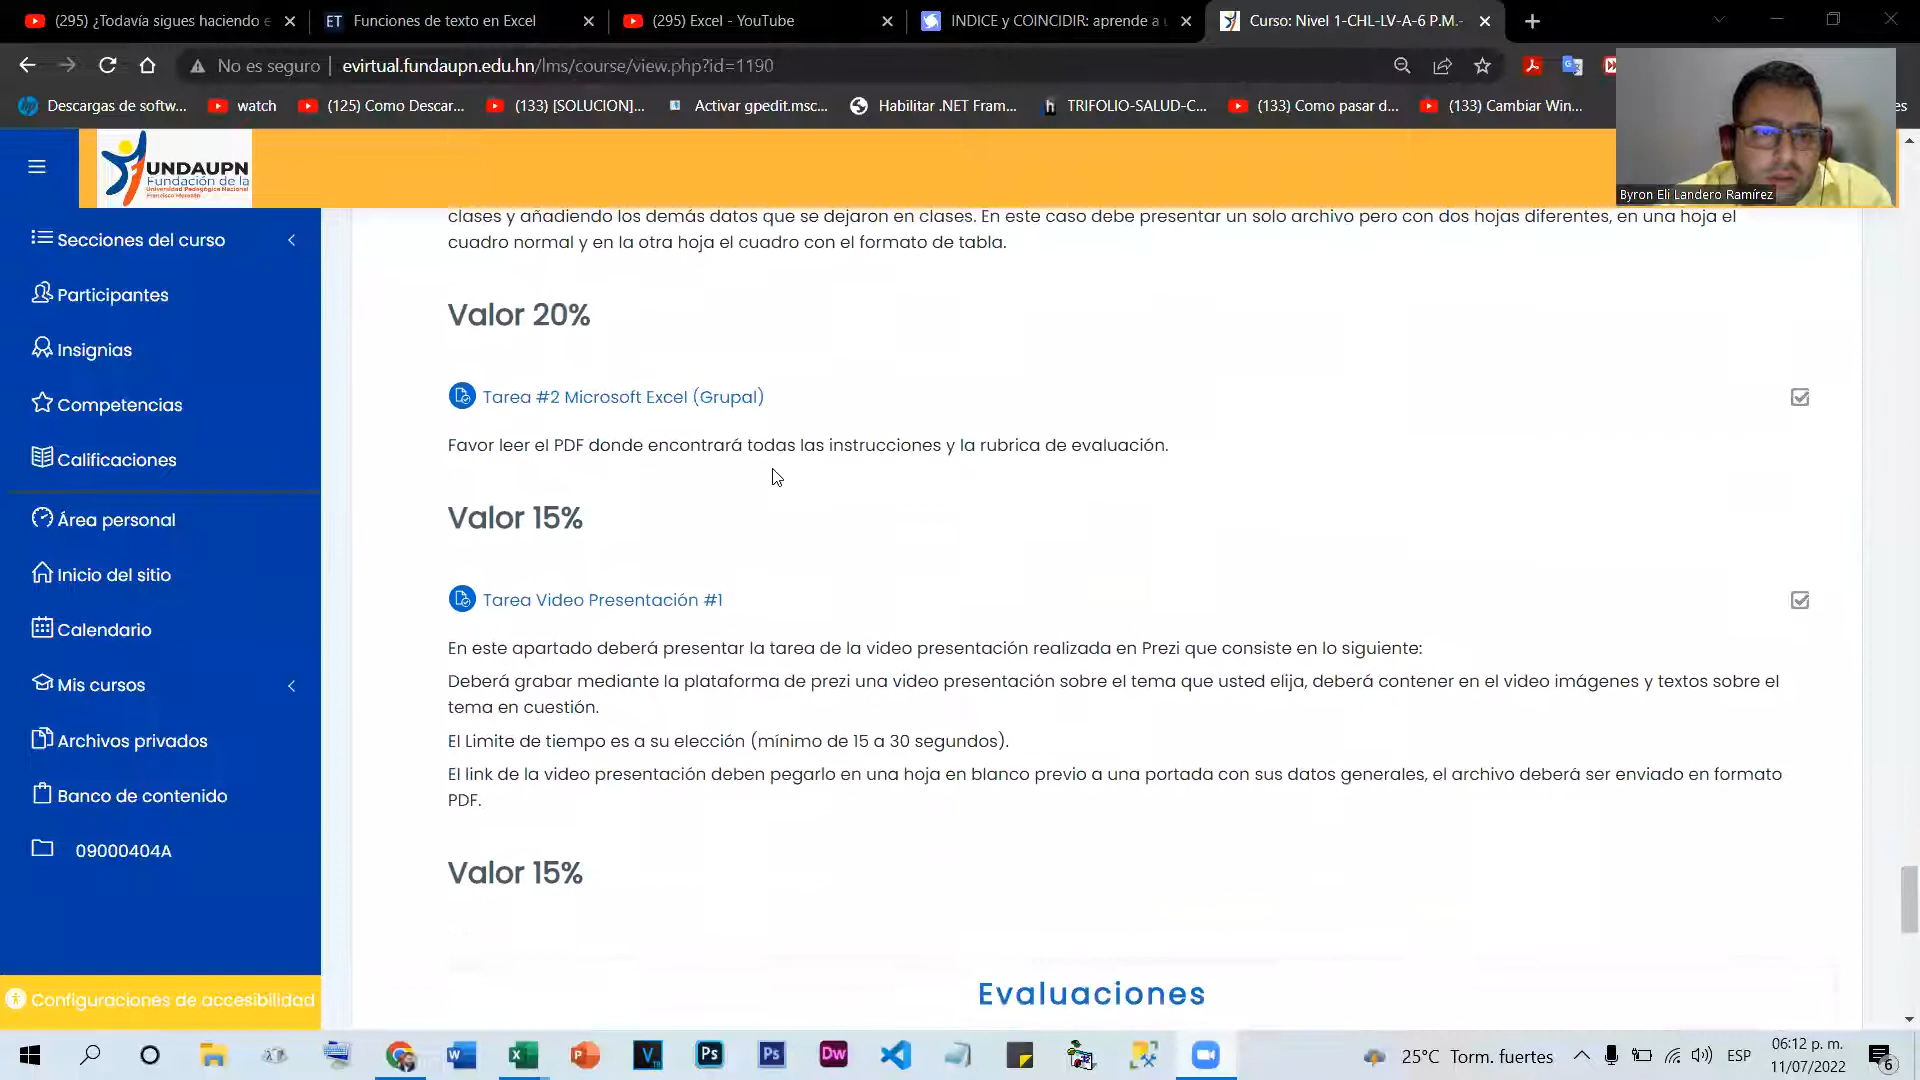 (295) ¿Todavía sigues haciendo e
Funciones de texto en Excel
(295) Excel - YouTube
INDICE y COINCIDIR: aprende a u
Curso: Nivel 1-CHL-LV-A-6 P.M.-
No es seguro
evirtual.fundaupn.edu.hn/lms/course/view.php?id=1190
Descargas de softw...
watch
(125) Como Descar...
(133) [SOLUCION]...
Activar gpedit.msc...
Habilitar .NET Fram...
TRIFOLIO-SALUD-C...
(133) Como pasar d...
(133) Cambiar Win...
es
Byron Eli Landero Ramírez
UNDAUPN
Fundación de la
Universidad Pedagógica Nacional
Francisco Morazán
Secciones del curso
Participantes
Insignias
Competencias
Calificaciones
Área personal
Inicio del sitio
Calendario
Mis cursos
Archivos privados
Banco de contenido
09000404A
Configuraciones de accesibilidad
clases y añadiendo los demás datos que se dejaron en clases. En este caso debe presentar un solo archivo pero con dos hojas diferentes, en una hoja el
cuadro normal y en la otra hoja el cuadro con el formato de tabla.
Valor 20%
Tarea #2 Microsoft Excel (Grupal)
Favor leer el PDF donde encontrará todas las instrucciones y la rubrica de evaluación.
Valor 15%
Tarea Video Presentación #1
En este apartado deberá presentar la tarea de la video presentación realizada en Prezi que consiste en lo siguiente:
Deberá grabar mediante la plataforma de prezi una video presentación sobre el tema que usted elija, deberá contener en el video imágenes y textos sobre el
tema en cuestión.
El Limite de tiempo es a su elección (mínimo de 15 a 30 segundos).
El link de la video presentación deben pegarlo en una hoja en blanco previo a una portada con sus datos generales, el archivo deberá ser enviado en formato
PDF.
Valor 15%
Evaluaciones
25°C Torm. fuertes
ESP
06:12 p. m.
11/07/2022
6